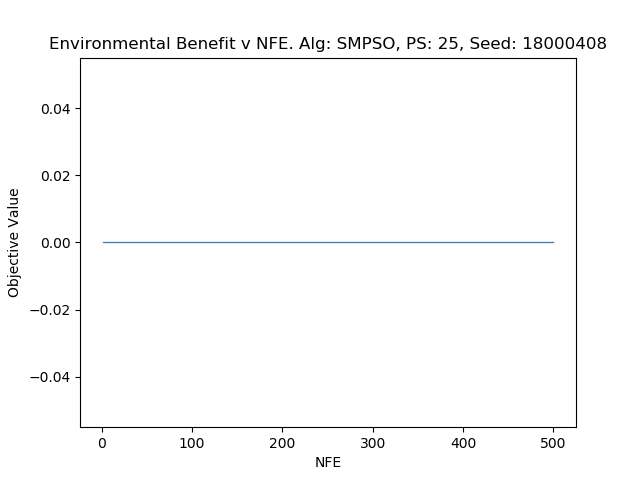 Environmental Benefit v NFE. Alg: SMPSO, PS: 25, Seed: 18000408
0.04
0.02
0.00
−0.02
−0.04
Objective Value
0 100 200 300 400 500
NFE